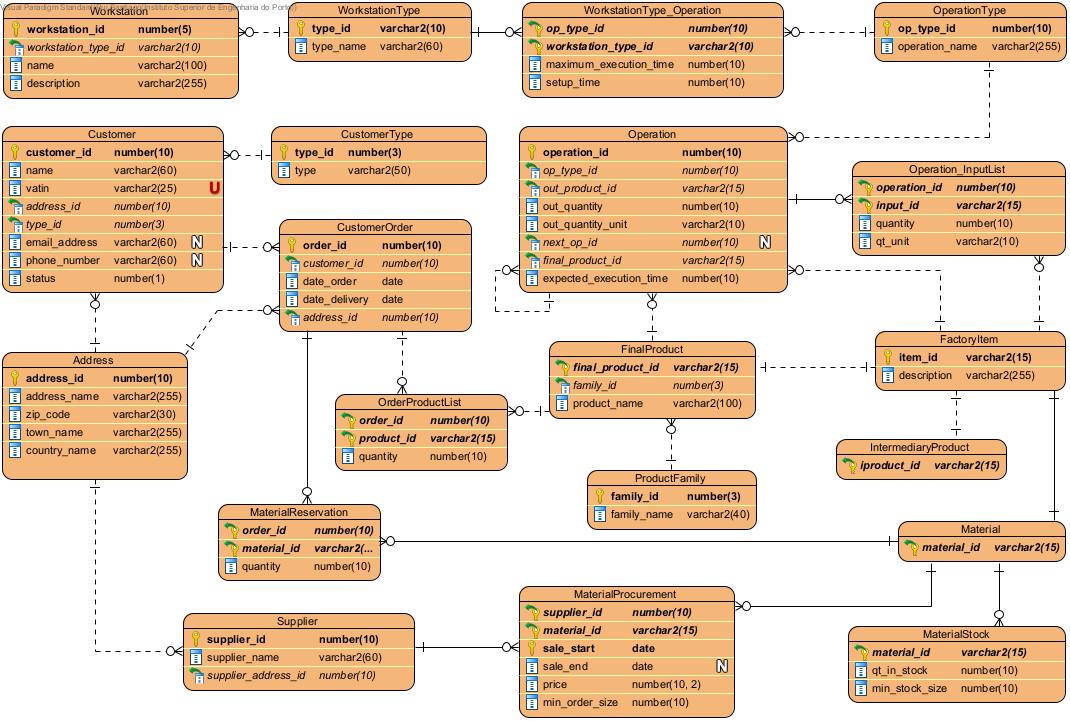 Visual Paradigm Standard
(Instituto Superior de Engenharia do Porto)
Workstation
workstation_id number(5)
workstation_type_id varchar2(10)
name varchar2(100)
description varchar2(255)
WorkstationType
type_id varchar2(10)
type_name varchar2(60)
WorkstationType_Operation
op_type_id number(10)
workstation_type_id varchar2(10)
maximum_execution_time number(10)
setup_time number(10)
OperationType
op_type_id number(10)
operation_name varchar2(255)
Customer
customer_id number(10)
name varchar2(60)
vatin varchar2(25) U
address_id number(10)
type_id number(3)
email_address varchar2(60) N
phone_number varchar2(60) N
status number(1)
CustomerType
type_id number(3)
type varchar2(50)
Operation
operation_id number(10)
op_type_id number(10)
out_product_id varchar2(15)
out_quantity number(10)
out_quantity_unit varchar2(10)
next_op_id number(10) N
final_product_id varchar2(15)
expected_execution_time number(10)
Operation_InputList
operation_id number(10)
input_id varchar2(15)
quantity number(10)
qt_unit varchar2(10)
CustomerOrder
order_id number(10)
customer_id number(10)
date_order date
date_delivery date
address_id number(10)
Address
address_id number(10)
address_name varchar2(255)
zip_code varchar2(30)
town_name varchar2(255)
country_name varchar2(255)
FinalProduct
final_product_id varchar2(15)
family_id number(3)
product_name varchar2(100)
FactoryItem
item_id varchar2(15)
description varchar2(255)
OrderProductList
order_id number(10)
product_id varchar2(15)
quantity number(10)
IntermediaryProduct
iproduct_id varchar2(15)
ProductFamily
family_id number(3)
family_name varchar2(40)
MaterialReservation
order_id number(10)
material_id varchar2(...
quantity number(10)
Material
material_id varchar2(15)
MaterialProcurement
supplier_id number(10)
material_id varchar2(15)
sale_start date
sale_end date N
price number(10, 2)
min_order_size number(10)
Supplier
supplier_id number(10)
supplier_name varchar2(60)
supplier_address_id number(10)
MaterialStock
material_id varchar2(15)
qt_in_stock number(10)
min_stock_size number(10)